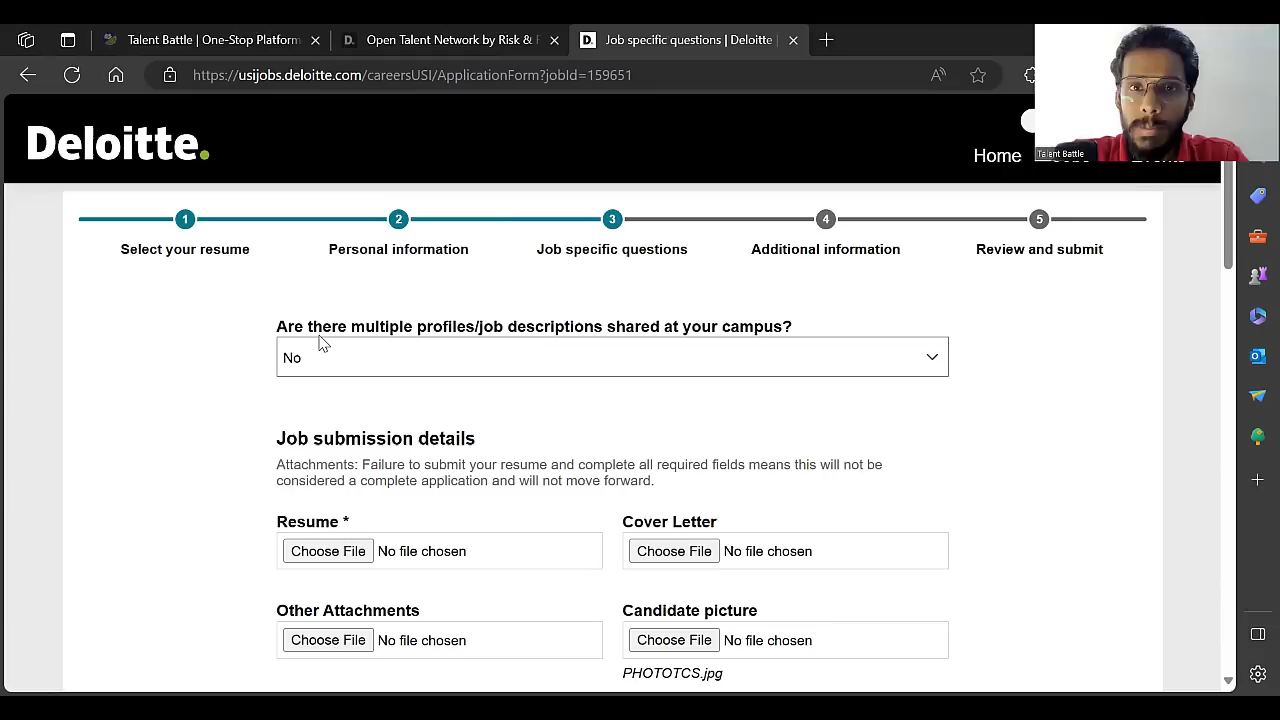 Talent Battle | One-Stop Platform
Open Talent Network by Risk & F
D. Job specific questions | Deloitte |
https://usijobs.deloitte.com/careersUSI/ApplicationForm?jobId=159651
Talent Battle
Deloitte.
Home
1 2 3 4 5
Select your resume Personal information Job specific questions Additional information Review and submit
Are there multiple profiles/job descriptions shared at your campus?
No
Job submission details
Attachments: Failure to submit your resume and complete all required fields means this will not be
considered a complete application and will not move forward.
Resume * Cover Letter
Choose File No file chosen Choose File No file chosen
Other Attachments Candidate picture
Choose File No file chosen Choose File No file chosen
PHOTOTCS.jpg